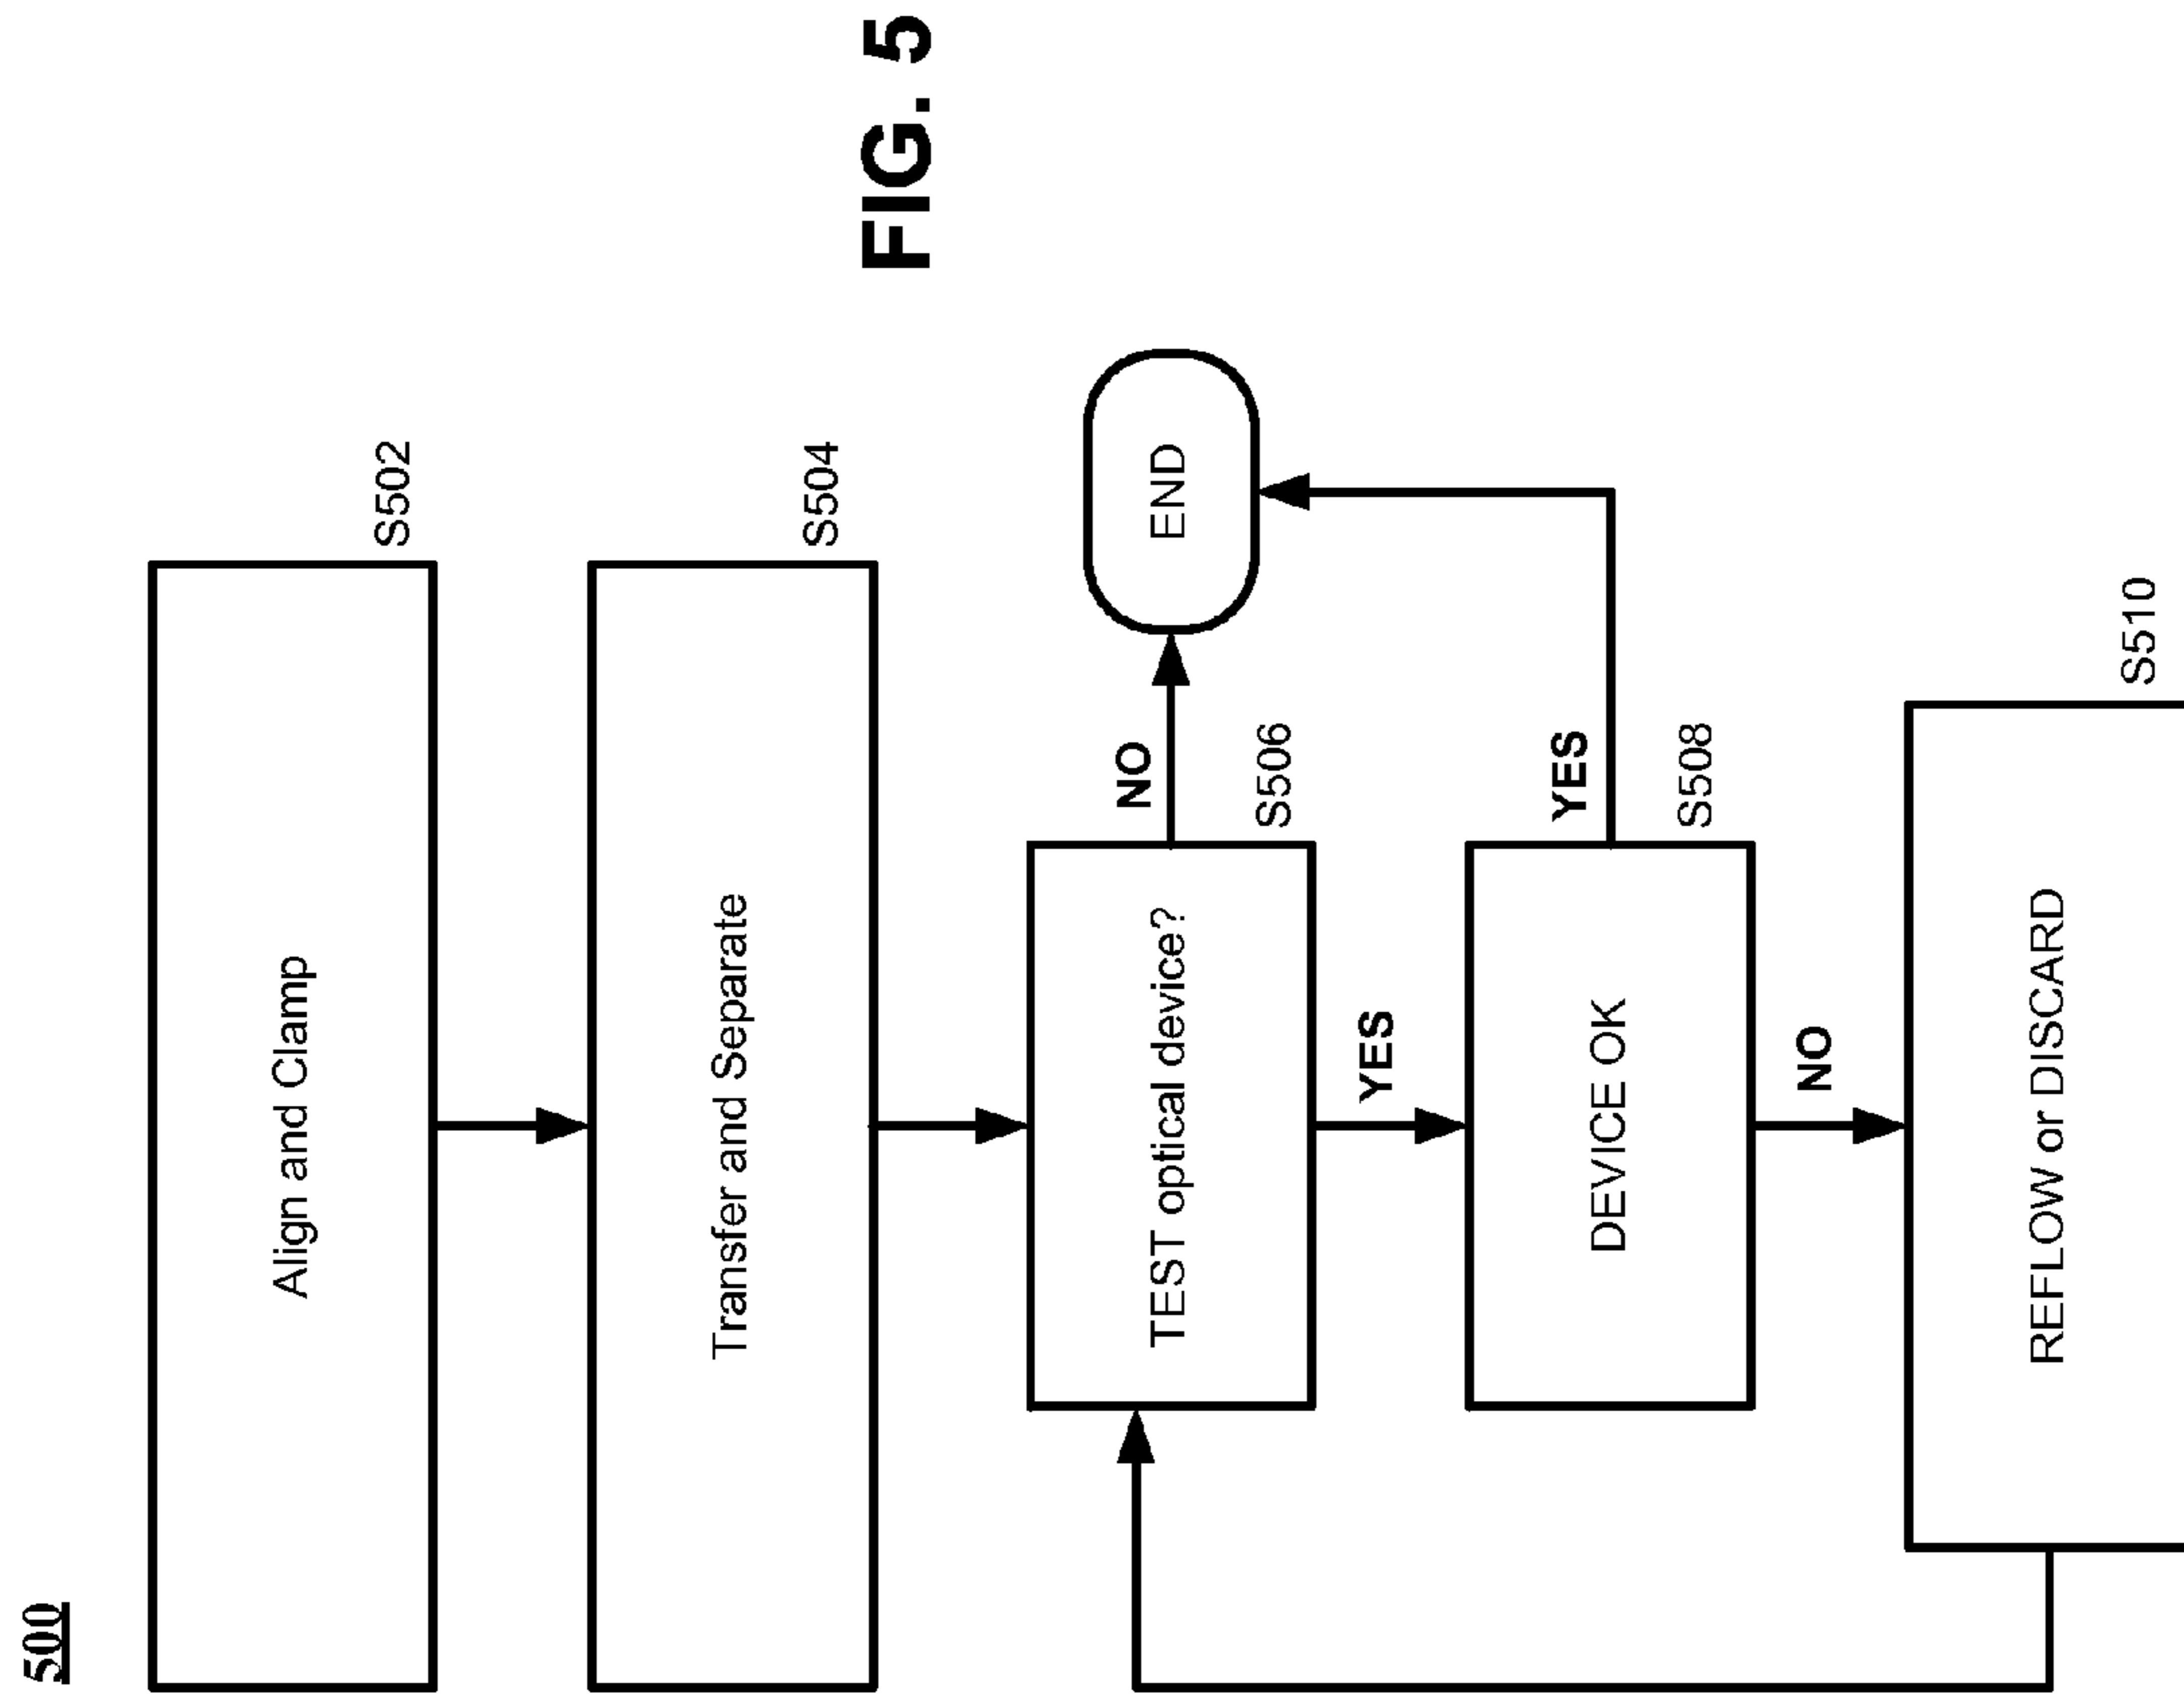 500
Align and Clamp
S502
Transfer and Separate
S504
TEST optical device?
S506
NO
END
YES
DEVICE OK
S508
YES
NO
REFLOW or DISCARD
S510
FIG. 5